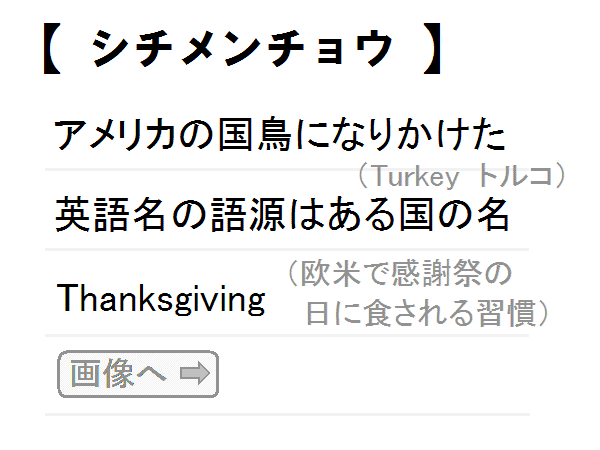 【 シチメンチョウ 】
アメリカの国鳥になりかけた
（Turkey トルコ）
英語名の語源はある国の名
Thanksgiving
（欧米で感謝祭の
日に食される習慣）
画像へ ⇨